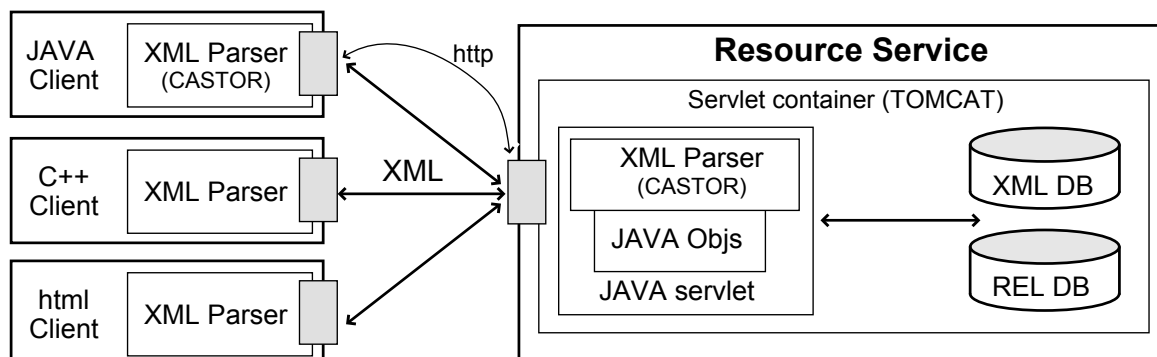 JAVA
Client
XML Parser
(CASTOR)
C++
Client
XML Parser
html
Client
XML Parser
http
XML
Resource Service
Servlet container (TOMCAT)
XML Parser
(CASTOR)
JAVA Objs
JAVA servlet
XML DB
REL DB